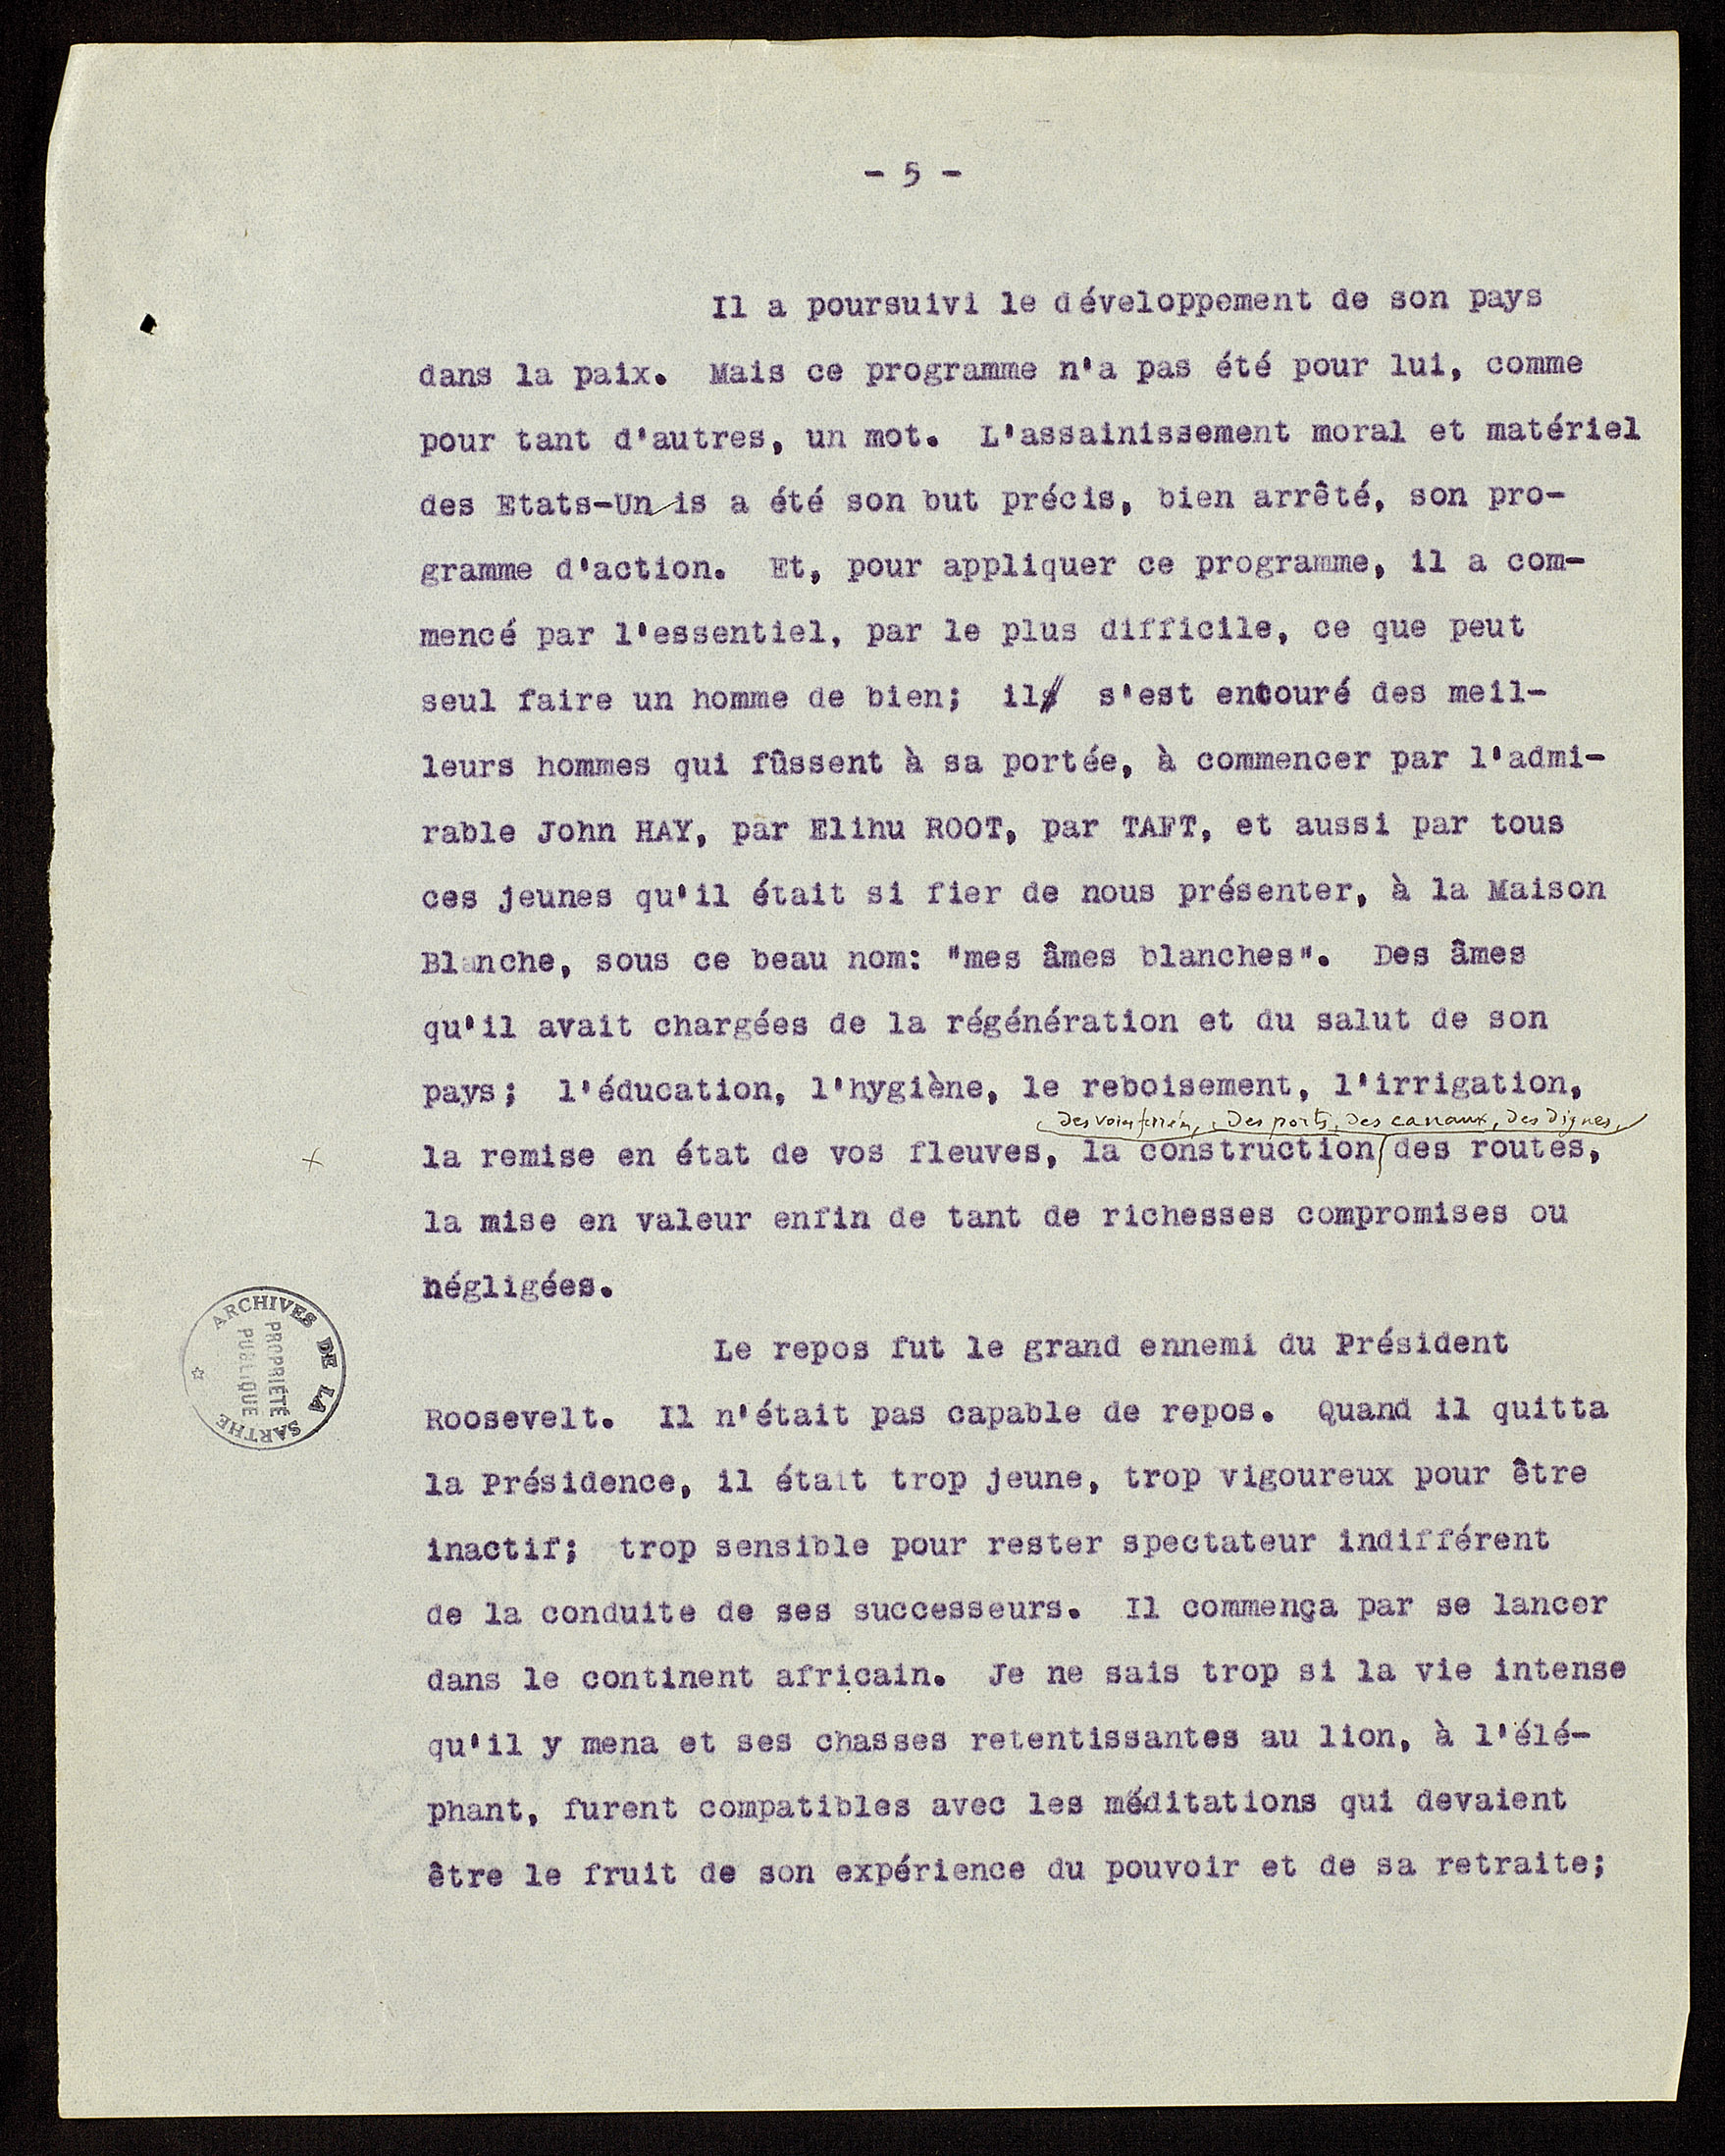 - 5 -
Il a poursuivi le développement de son pays
dans la paix. Mais ce programme n'a pas été pour lui, comme
pour tant d'autres, un mot. L'assainissement moral et matériel
des Etats-Unis a été son but précis, bien arrêté, son pro-
gramme d'action. Et, pour appliquer ce programme, il a com-
mencé par l'essentiel, par le plus difficile, ce que peut
seul faire un homme de bien; il s'est entouré des meil-
leurs hommes qui fûssent à sa portée, à commencer par l'admi-
rable John HAY, par Elihu ROOT, par TAFT, et aussi par tous
ces jeunes qu'il était si fier de nous présenter, à la Maison
Blanche, sous ce beau nom: "mes âmes blanches". Des âmes
qu'il avait chargées de la régénération et du salut de son
pays; l'éducation, l'hygiène, le reboisement, l'irrigation,
des voies ferrées, des ports, des canaux, des digues,
la remise en état de vos fleuves, la construction des routes,
la mise en valeur enfin de tant de richesses compromises ou
négligées.
Le repos fut le grand ennemi du Président
Roosevelt. Il n'était pas capable de repos. Quand il quitta
la Présidence, il était trop jeune, trop vigoureux pour être
inactif; trop sensible pour rester spectateur indifférent
de la conduite de ses successeurs. Il commença par se lancer
dans le continent africain. Je ne sais trop si la vie intense
qu'il y mena et ses chasses retentissantes au lion, à l'élé-
phant, furent compatibles avec les méditations qui devaient
être le fruit de son expérience du pouvoir et de sa retraite;
ARCHIVES DE LA SARTHE
PROPRIÉTÉ
PUBLIQUE